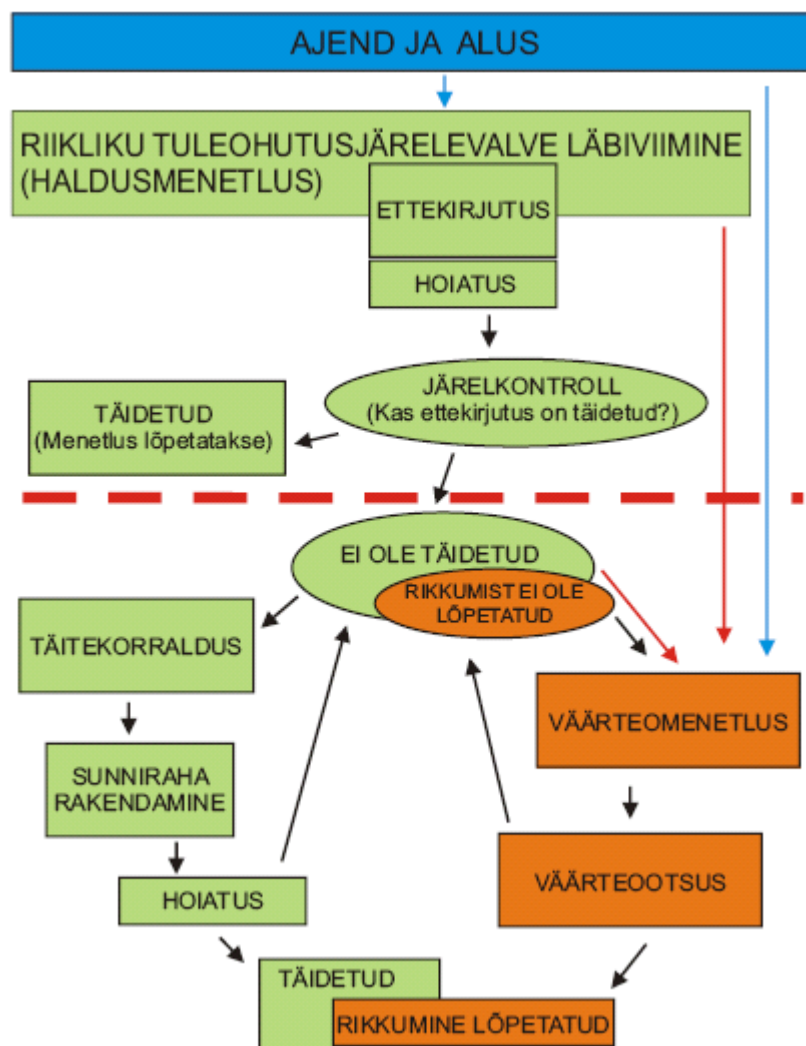 AJEND JA ALUS
RIIKLIKU TULEOHUTUSJÄRELEVALVE LÄBIVIIMINE
(HALDUSMENETLUS)
ETTEKIRJUTUS
HOIATUS
JÄRELKONTROLL
(Kas ettekirjutus on täidetud?)
TÄIDETUD
(Menetlus lõpetatakse)
EI OLE TÄIDETUD
RIKKUMIST EI OLE
LÕPETATUD
TÄITEKORRALDUS
VÄÄRTEOMENETLUS
SUNNIRAHA
RAKENDAMINE
VÄÄRTEOOTSUS
HOIATUS
TÄIDETUD
RIKKUMINE LÕPETATUD